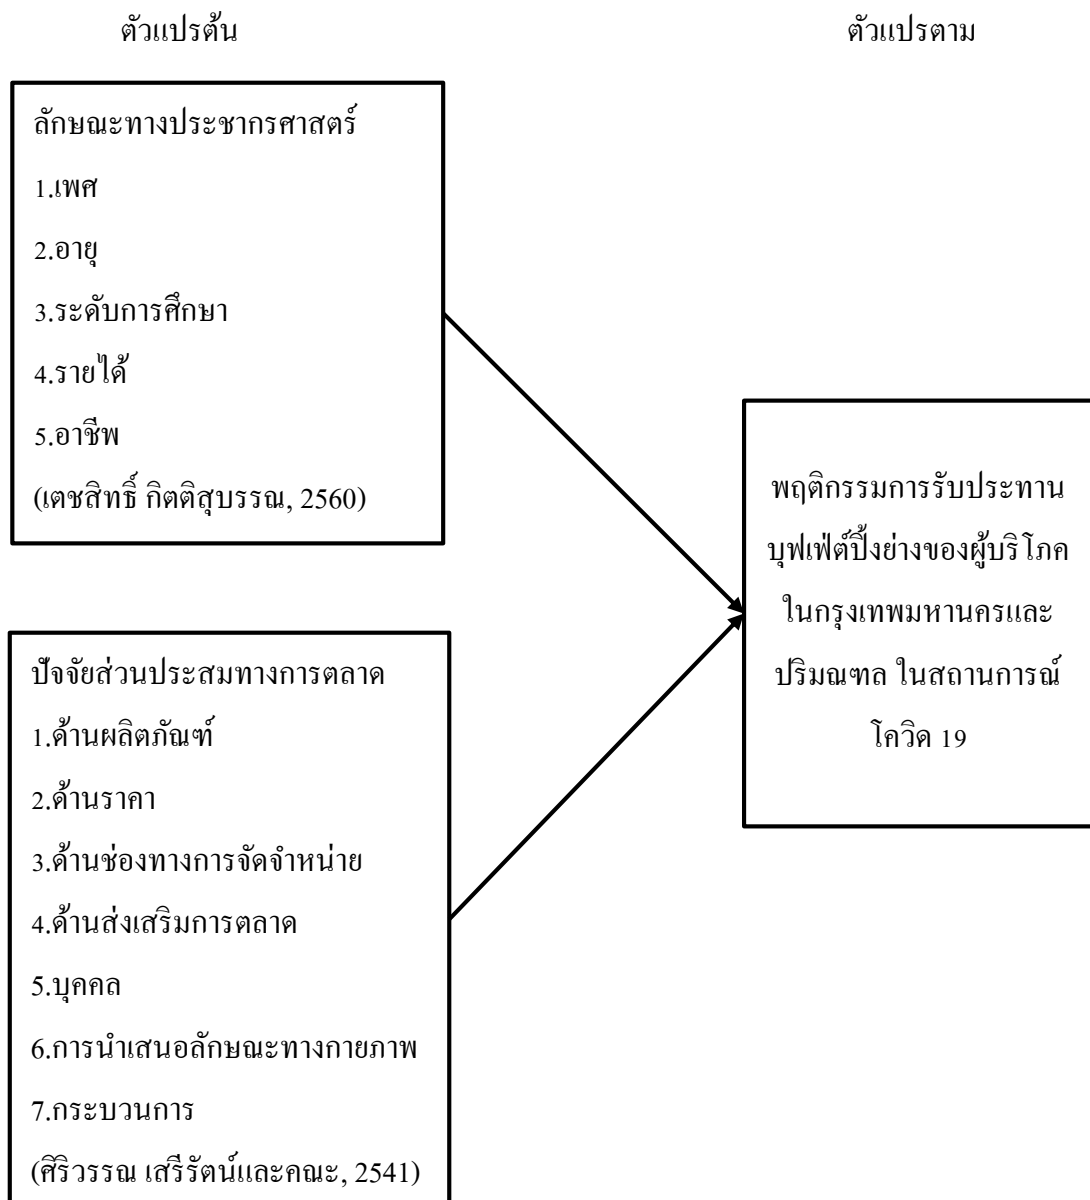 ตัวแปรต้น
ตัวแปรตาม
ลักษณะทางประชากรศาสตร์
1.เพศ
2.อายุ
3.ระดับการศึกษา
4.รายได้
5.อาชีพ
(เตชสิทธิ์ กิตติสุบรรณ, 2560)
ปัจจัยส่วนประสมทางการตลาด
1.ด้านผลิตภัณฑ์
2.ด้านราคา
3.ด้านช่องทางการจัดจำหน่าย
4.ด้านส่งเสริมการตลาด
5.บุคคล
6.การนำเสนอลักษณะทางกายภาพ
7.กระบวนการ
(ศิริวรรณ เสรีรัตน์และคณะ, 2541)
พฤติกรรมการรับประทาน
บุฟเฟ่ต์ปิ้งย่างของผู้บริโภค
ในกรุงเทพมหานครและ
ปริมณฑล ในสถานการณ์
โควิด 19